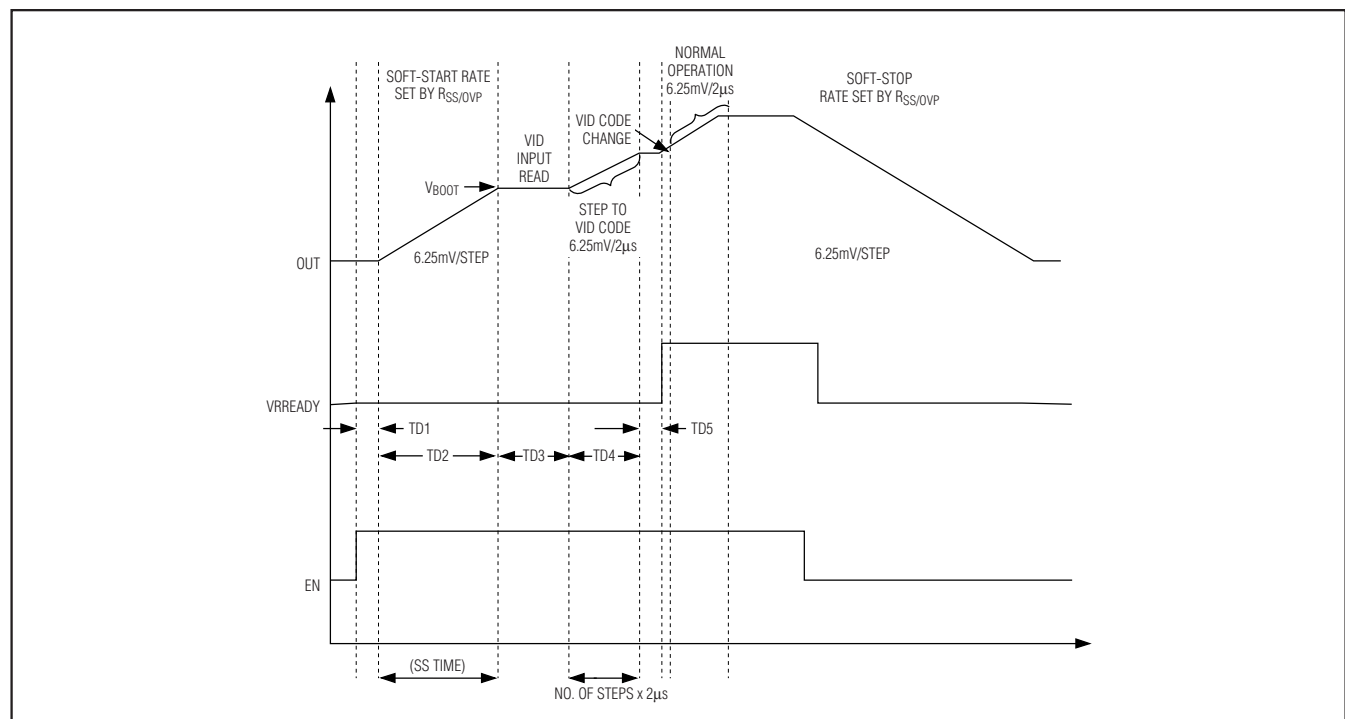 SOFT-START RATE
SET BY RSS/OVP
VID
INPUT
READ
VBOOT
VID CODE
CHANGE
NORMAL
OPERATION
6.25mV/2µs
SOFT-STOP
RATE SET BY RSS/OVP
STEP TO
VID CODE
6.25mV/2µs
6.25mV/STEP
6.25mV/STEP
OUT
VRREADY
TD1
TD5
TD2
TD3
TD4
EN
(SS TIME)
NO. OF STEPS x 2µs